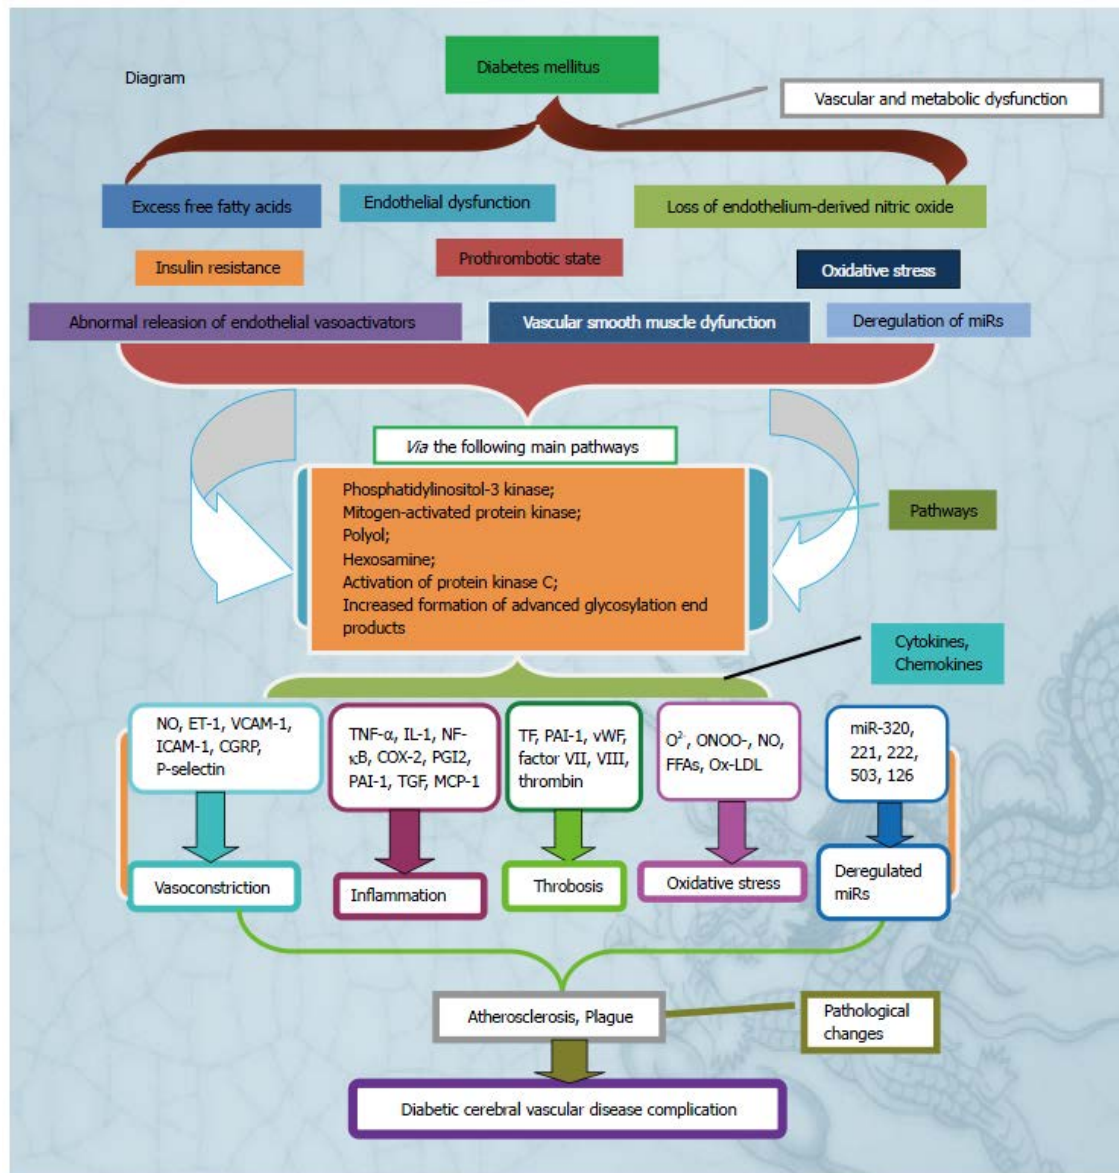 Diabetes mellitus
Diagram
Vascular and metabolic dysfunction
Excess free fatty acids
Endothelial dysfunction
Loss of endothelium-derived nitric oxide
Insulin resistance
Prothrombotic state
Oxidative stress
Abnormal releasion of endothelial vasoactivators
Vascular smooth muscle dyfunction
Deregulation of miRs
Via the following main pathways
Phosphatidylinositol-3 kinase;
Mitogen-activated protein kinase;
Polyol;
Hexosamine;
Activation of protein kinase C;
Increased formation of advanced glycosylation end
products
Pathways
Cytokines,
Chemokines
NO, ET-1, VCAM-1,
ICAM-1, CGRP,
P-selectin
TNF-α, IL-1, NF-
κB, COX-2, PGI2,
PAI-1, TGF, MCP-1
TF, PAI-1, vWF,
factor VII, VIII,
thrombin
O²⁻, ONOO-, NO,
FFAs, Ox-LDL
miR-320,
221, 222,
503, 126
Vasoconstriction
Inflammation
Throbosis
Oxidative stress
Deregulated
miRs
Atherosclerosis, Plague
Pathological
changes
Diabetic cerebral vascular disease complication